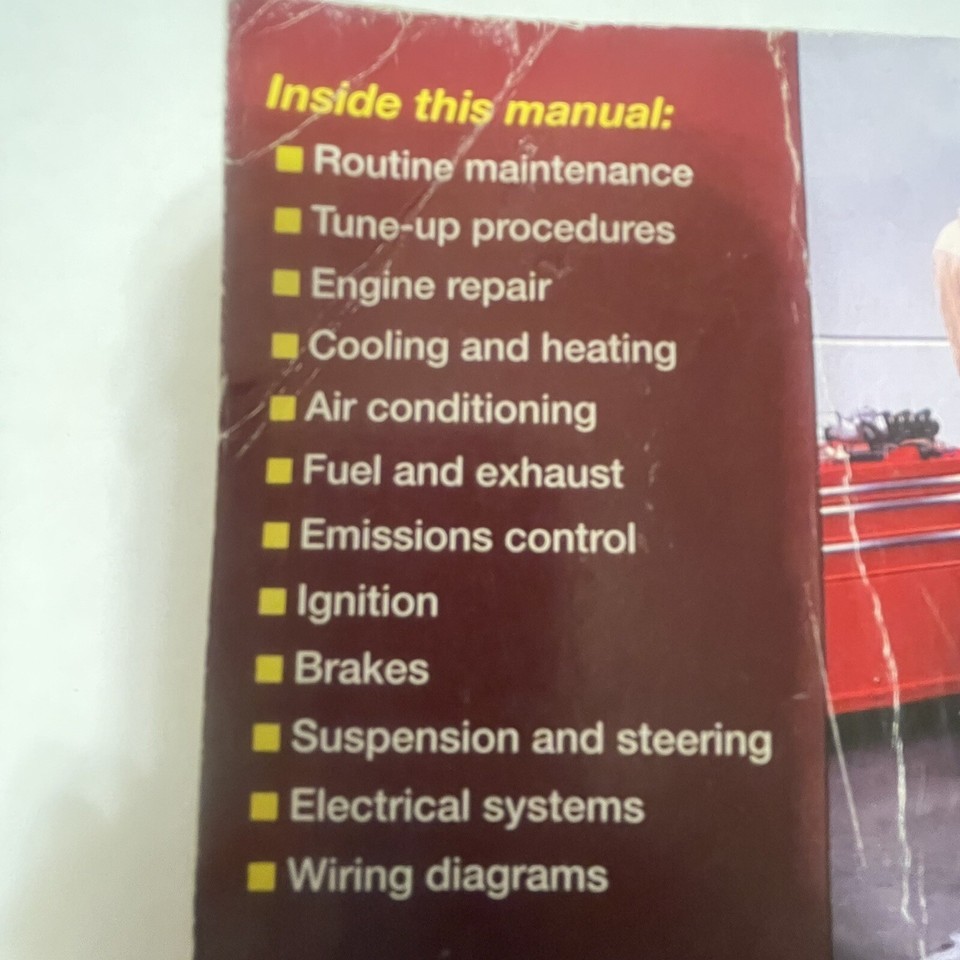 Inside this manual:
Routine maintenance
Tune-up procedures
Engine repair
Cooling and heating
Air conditioning
Fuel and exhaust
Emissions control
Ignition
Brakes
Suspension and steering
Electrical systems
Wiring diagrams